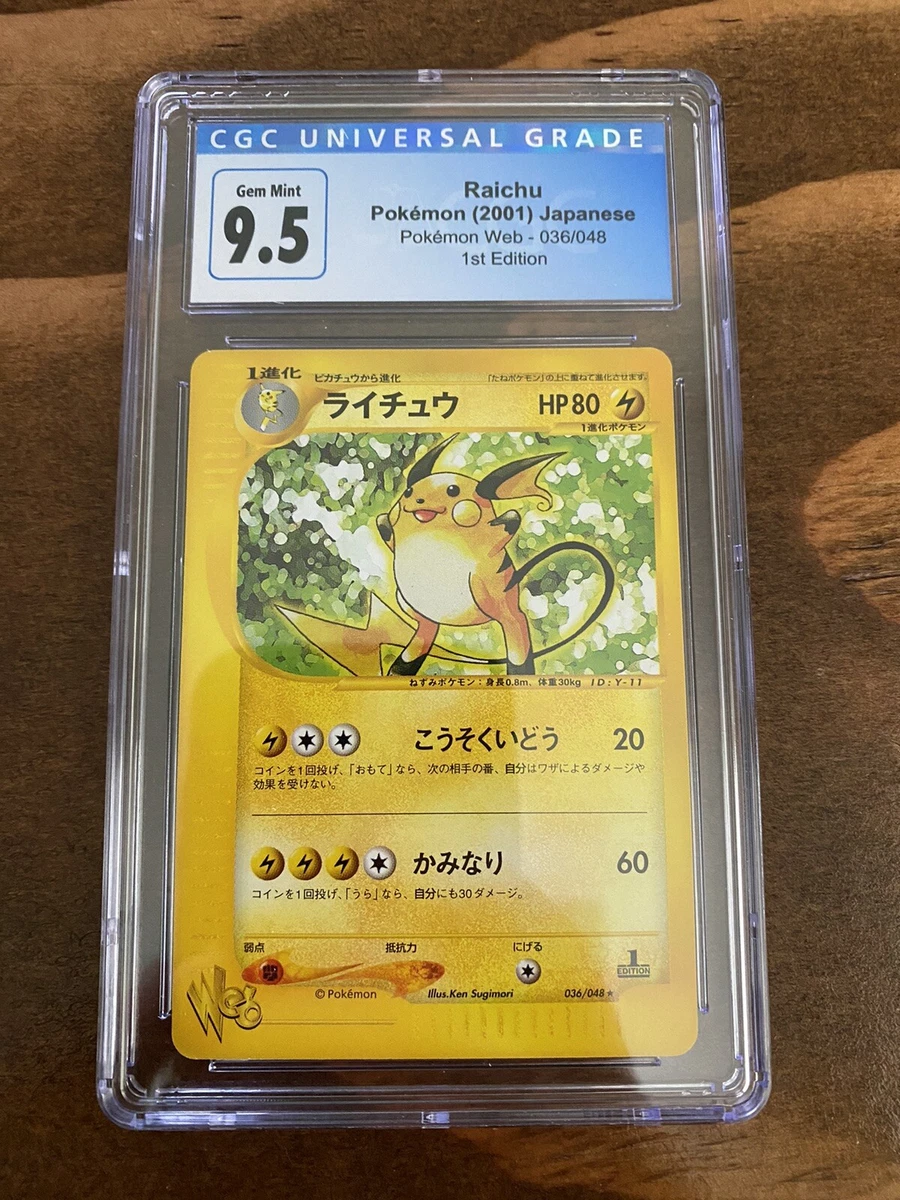 CGC UNIVERSAL GRADE
Gem Mint
9.5
Raichu
Pokémon (2001) Japanese
Pokémon Web - 036/048
1st Edition
1進化
ピカチュウから進化
「たねポケモン」の上に重ねて進化させます。
ライチュウ
HP80
1進化ポケモン
ねずみポケモン：身長0.8m、体重30kg ID:Y-11
こうそくいどう 20
コインを1回投げ、「おもて」なら、次の相手の番、自分はワザによるダメージや
効果を受けない。
かみなり 60
コインを1回投げ、「うら」なら、自分にも30ダメージ。
弱点 抵抗力 にげる
1
EDITION
Web
© Pokémon Illus.Ken Sugimori 036/048★